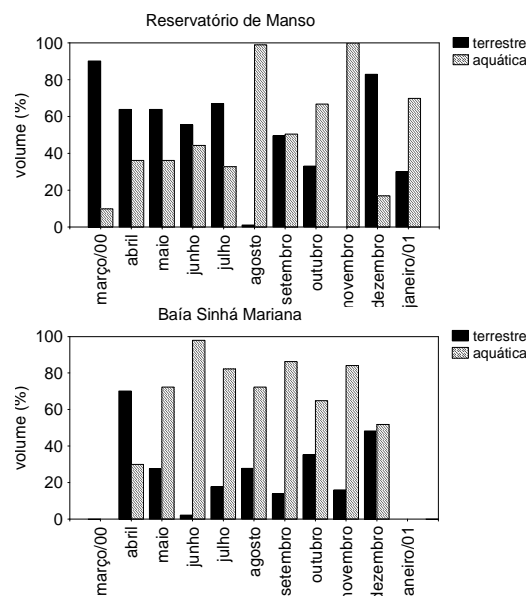 Reservatório de Manso
terrestre
aquática
volume (%)
100
80
60
40
20
0
março/00
abril
maio
junho
julho
agosto
setembro
outubro
novembro
dezembro
janeiro/01
Baía Sinhá Mariana
terrestre
aquática
volume (%)
100
80
60
40
20
0
março/00
abril
maio
junho
julho
agosto
setembro
outubro
novembro
dezembro
janeiro/01